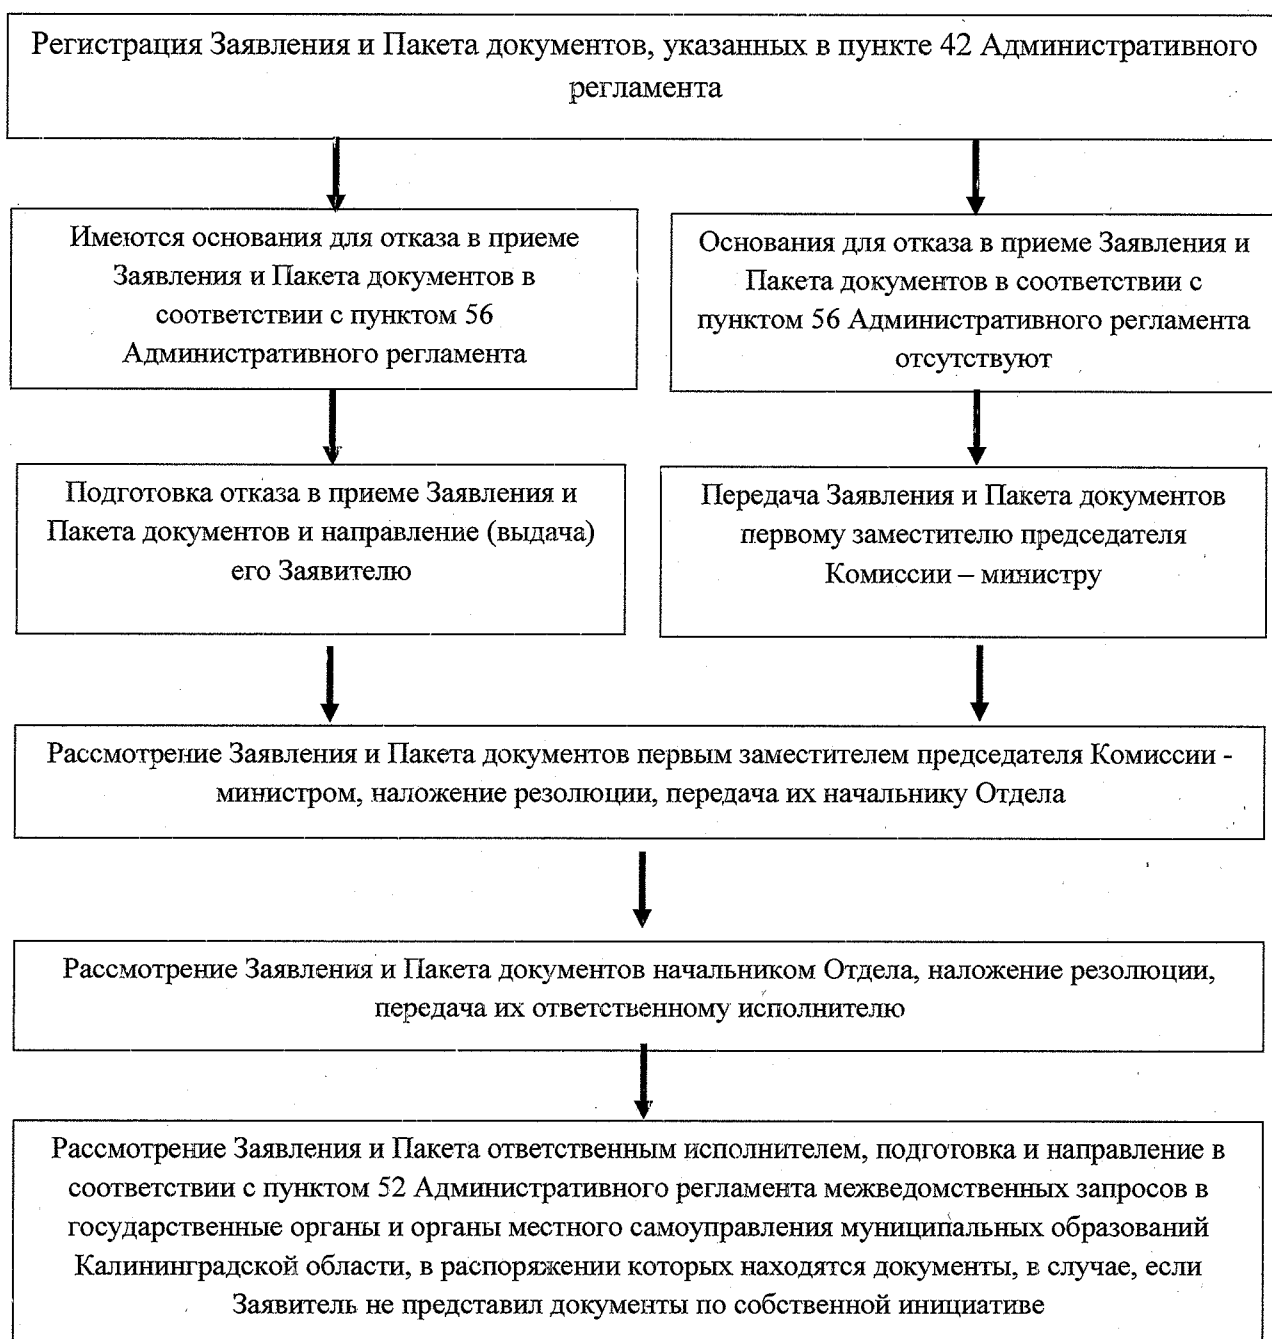 Регистрация Заявления и Пакета документов, указанных в пункте 42 Административного
регламента
Имеются основания для отказа в приеме
Заявления и Пакета документов в
соответствии с пунктом 56
Административного регламента
Основания для отказа в приеме Заявления и
Пакета документов в соответствии с
пунктом 56 Административного регламента
отсутствуют
Подготовка отказа в приеме Заявления и
Пакета документов и направление (выдача)
его Заявителю
Передача Заявления и Пакета документов
первому заместителю председателя
Комиссии – министру
Рассмотрение Заявления и Пакета документов первым заместителем председателя Комиссии -
министром, наложение резолюции, передача их начальнику Отдела
Рассмотрение Заявления и Пакета документов начальником Отдела, наложение резолюции,
передача их ответственному исполнителю
Рассмотрение Заявления и Пакета ответственным исполнителем, подготовка и направление в
соответствии с пунктом 52 Административного регламента межведомственных запросов в
государственные органы и органы местного самоуправления муниципальных образований
Калининградской области, в распоряжении которых находятся документы, в случае, если
Заявитель не представил документы по собственной инициативе